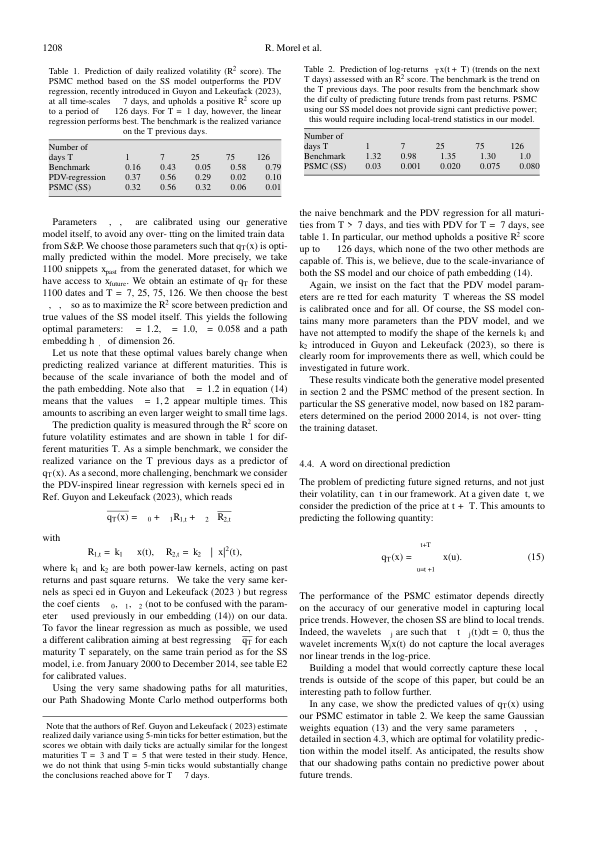 1208
R. Morel et al.
Table 1. Prediction of daily realized volatility (R² score). The
PSMC method based on the SS model outperforms the PDV
regression, recently introduced in Guyon and Lekeufack (2023),
at all time-scales 7 days, and upholds a positive R² score up
to a period of 126 days. For T = 1 day, however, the linear
regression performs best. The benchmark is the realized variance
on the T previous days.
Number of
days T 1 7 25 75 126
Benchmark 0.16 0.43 0.05 0.58 0.79
PDV-regression 0.37 0.56 0.29 0.02 0.10
PSMC (SS) 0.32 0.56 0.32 0.06 0.01
Parameters , , are calibrated using our generative
model itself, to avoid any over- tting on the limited train data
from S&P. We choose those parameters such that qT(x) is opti-
mally predicted within the model. More precisely, we take
1100 snippets xpast from the generated dataset, for which we
have access to xfuture. We obtain an estimate of qT for these
1100 dates and T = 7, 25, 75, 126. We then choose the best
, , so as to maximize the R² score between prediction and
true values of the SS model itself. This yields the following
optimal parameters: = 1.2, = 1.0, = 0.058 and a path
embedding h , of dimension 26.
Let us note that these optimal values barely change when
predicting realized variance at different maturities. This is
because of the scale invariance of both the model and of
the path embedding. Note also that = 1.2 in equation (14)
means that the values = 1, 2 appear multiple times. This
amounts to ascribing an even larger weight to small time lags.
The prediction quality is measured through the R² score on
future volatility estimates and are shown in table 1 for dif-
ferent maturities T. As a simple benchmark, we consider the
realized variance on the T previous days as a predictor of
qT(x). As a second, more challenging, benchmark we consider
the PDV-inspired linear regression with kernels speci ed in
Ref. Guyon and Lekeufack (2023), which reads
qT(x) = 0 + 1R1,t + 2 R2,t
with
R1,t = k1 x(t), R2,t = k2 | x|²(t),
where k1 and k2 are both power-law kernels, acting on past
returns and past square returns. We take the very same ker-
nels as speci ed in Guyon and Lekeufack (2023 ) but regress
the coef cients 0, 1, 2 (not to be confused with the param-
eter used previously in our embedding (14)) on our data.
To favor the linear regression as much as possible, we used
a different calibration aiming at best regressing qT for each
maturity T separately, on the same train period as for the SS
model, i.e. from January 2000 to December 2014, see table E2
for calibrated values.
Using the very same shadowing paths for all maturities,
our Path Shadowing Monte Carlo method outperforms both
Note that the authors of Ref. Guyon and Lekeufack ( 2023) estimate
realized daily variance using 5-min ticks for better estimation, but the
scores we obtain with daily ticks are actually similar for the longest
maturities T = 3 and T = 5 that were tested in their study. Hence,
we do not think that using 5-min ticks would substantially change
the conclusions reached above for T 7 days.
Table 2. Prediction of log-returns Tx(t + T) (trends on the next
T days) assessed with an R² score. The benchmark is the trend on
the T previous days. The poor results from the benchmark show
the dif culty of predicting future trends from past returns. PSMC
using our SS model does not provide signi cant predictive power;
this would require including local-trend statistics in our model.
Number of
days T 1 7 25 75 126
Benchmark 1.32 0.98 1.35 1.30 1.0
PSMC (SS) 0.03 0.001 0.020 0.075 0.080
the naive benchmark and the PDV regression for all maturi-
ties from T > 7 days, and ties with PDV for T = 7 days, see
table 1. In particular, our method upholds a positive R² score
up to 126 days, which none of the two other methods are
capable of. This is, we believe, due to the scale-invariance of
both the SS model and our choice of path embedding (14).
Again, we insist on the fact that the PDV model param-
eters are re tted for each maturity T whereas the SS model
is calibrated once and for all. Of course, the SS model con-
tains many more parameters than the PDV model, and we
have not attempted to modify the shape of the kernels k1 and
k2 introduced in Guyon and Lekeufack (2023), so there is
clearly room for improvements there as well, which could be
investigated in future work.
These results vindicate both the generative model presented
in section 2 and the PSMC method of the present section. In
particular the SS generative model, now based on 182 param-
eters determined on the period 2000 2014, is not over- tting
the training dataset.
4.4. A word on directional prediction
The problem of predicting future signed returns, and not just
their volatility, can t in our framework. At a given date t, we
consider the prediction of the price at t + T. This amounts to
predicting the following quantity:
t+T
qT(x) = x(u). (15)
u=t +1
The performance of the PSMC estimator depends directly
on the accuracy of our generative model in capturing local
price trends. However, the chosen SS are blind to local trends.
Indeed, the wavelets j are such that t j(t)dt = 0, thus the
wavelet increments Wjx(t) do not capture the local averages
nor linear trends in the log-price.
Building a model that would correctly capture these local
trends is outside of the scope of this paper, but could be an
interesting path to follow further.
In any case, we show the predicted values of qT(x) using
our PSMC estimator in table 2. We keep the same Gaussian
weights equation (13) and the very same parameters , ,
detailed in section 4.3, which are optimal for volatility predic-
tion within the model itself. As anticipated, the results show
that our shadowing paths contain no predictive power about
future trends.